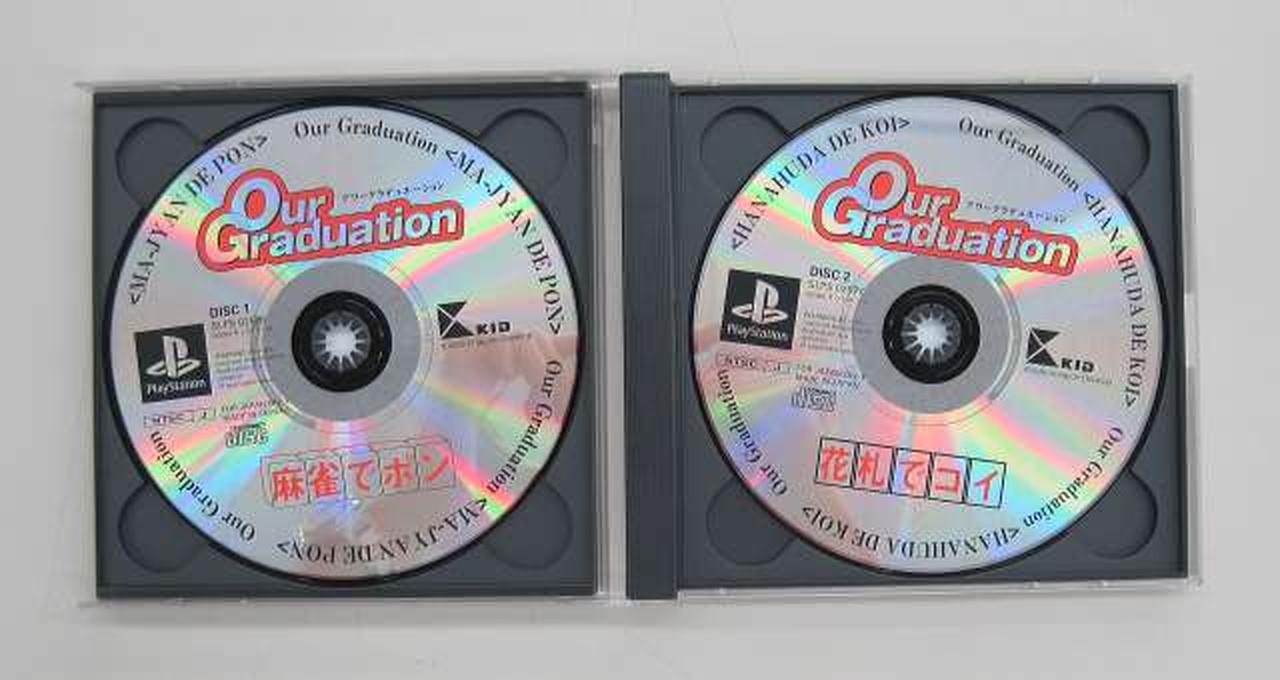 Our Graduation <MA-JYAN DE PON>
Our Graduation <MA-JYAN DE PON>
Our Graduation <MA-JYAN DE PON>
Our
Graduation
アワーグラデュエーション
DISC 1
PlayStation
KID
麻雀でポン
Our Graduation <HANAHUDA DE KOI>
Our Graduation <HANAHUDA DE KOI>
Our Graduation <HANAHUDA DE KOI>
Our
Graduation
アワーグラデュエーション
DISC 2
PlayStation
KID
花札でコイ